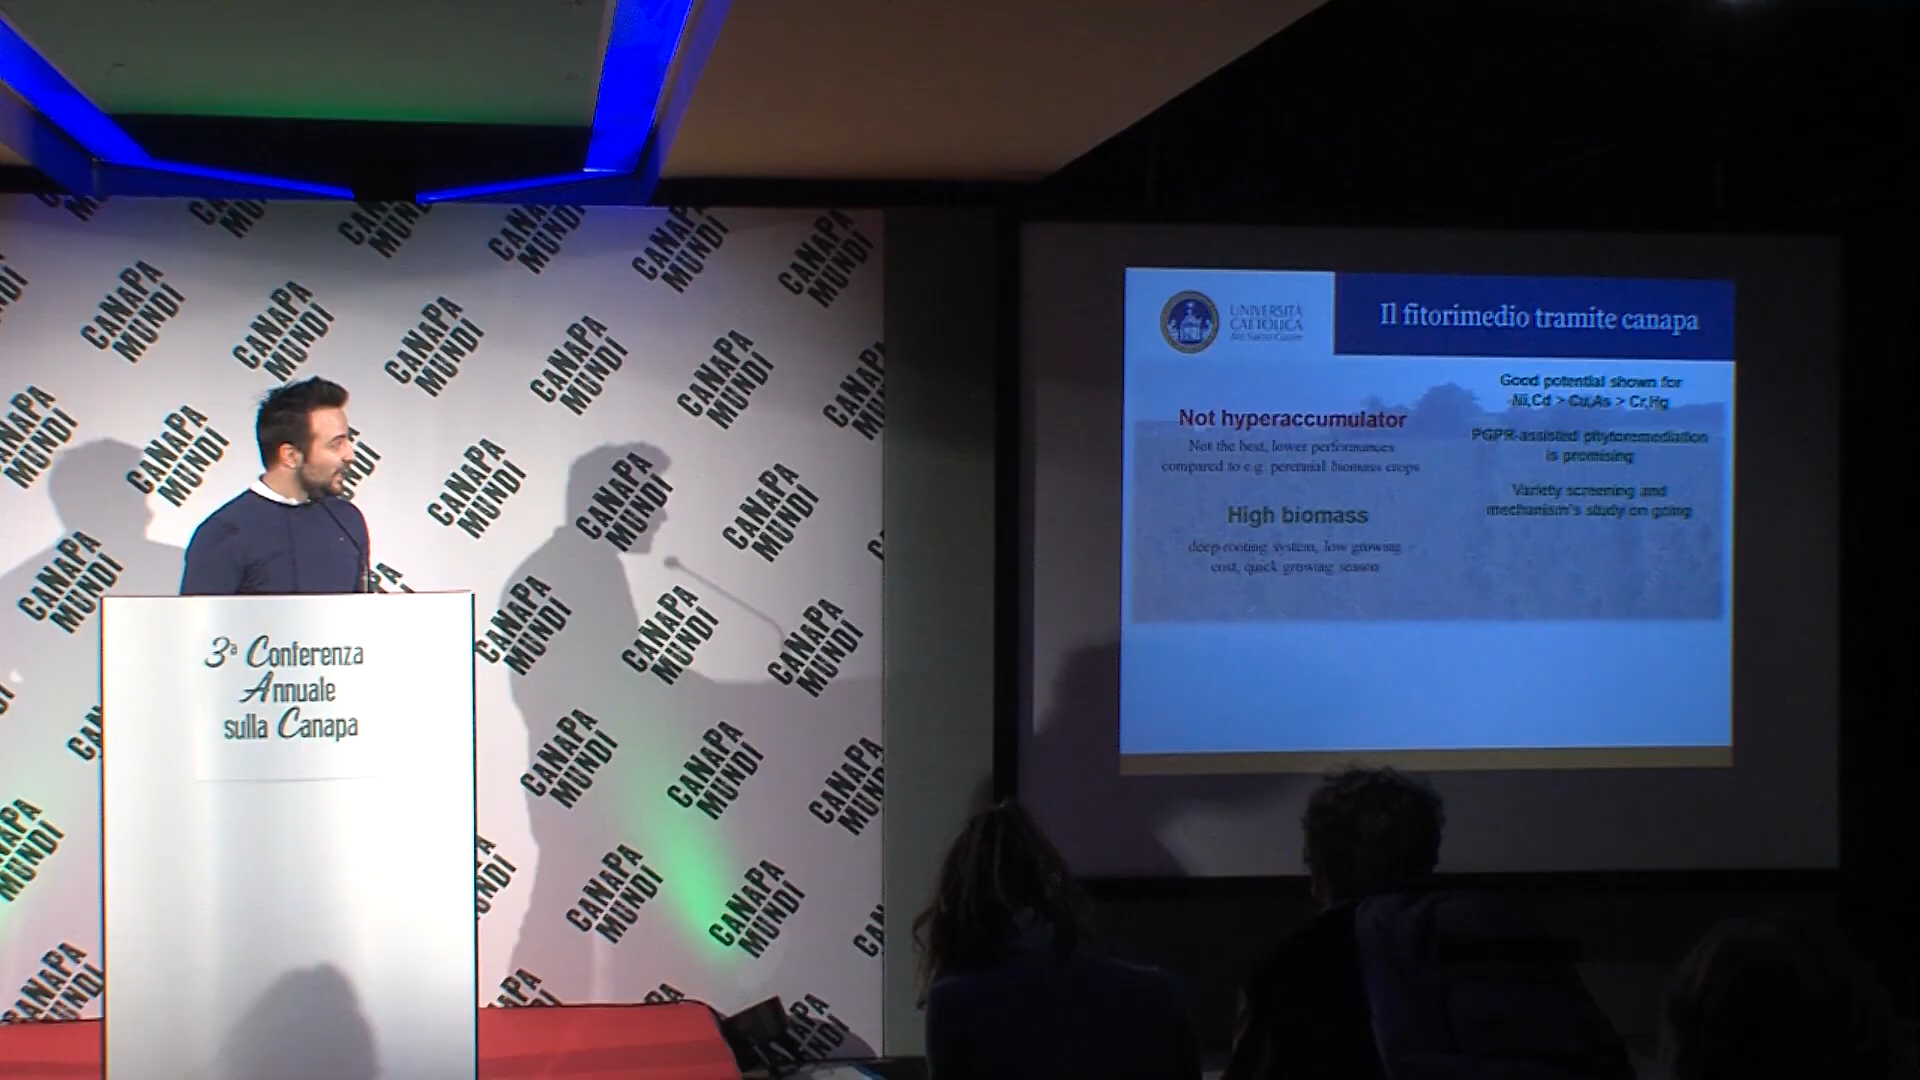 CANAPA
MUNDI
3ª Conferenza
Annuale
sulla Canapa
UNIVERSITÀ
CATTOLICA
del Sacro Cuore
Il fitorimedio tramite canapa
Not hyperaccumulator
Not the best, lower performances
compared to e.g. perennial biomass crops
High biomass
deep-rooting system, low growing
cost, quick growing season
Good potential shown for
Ni,Cd > Cu,As > Cr,Hg
PGPR-assisted phytoremediation
is promising
Variety screening and
mechanism's study on going